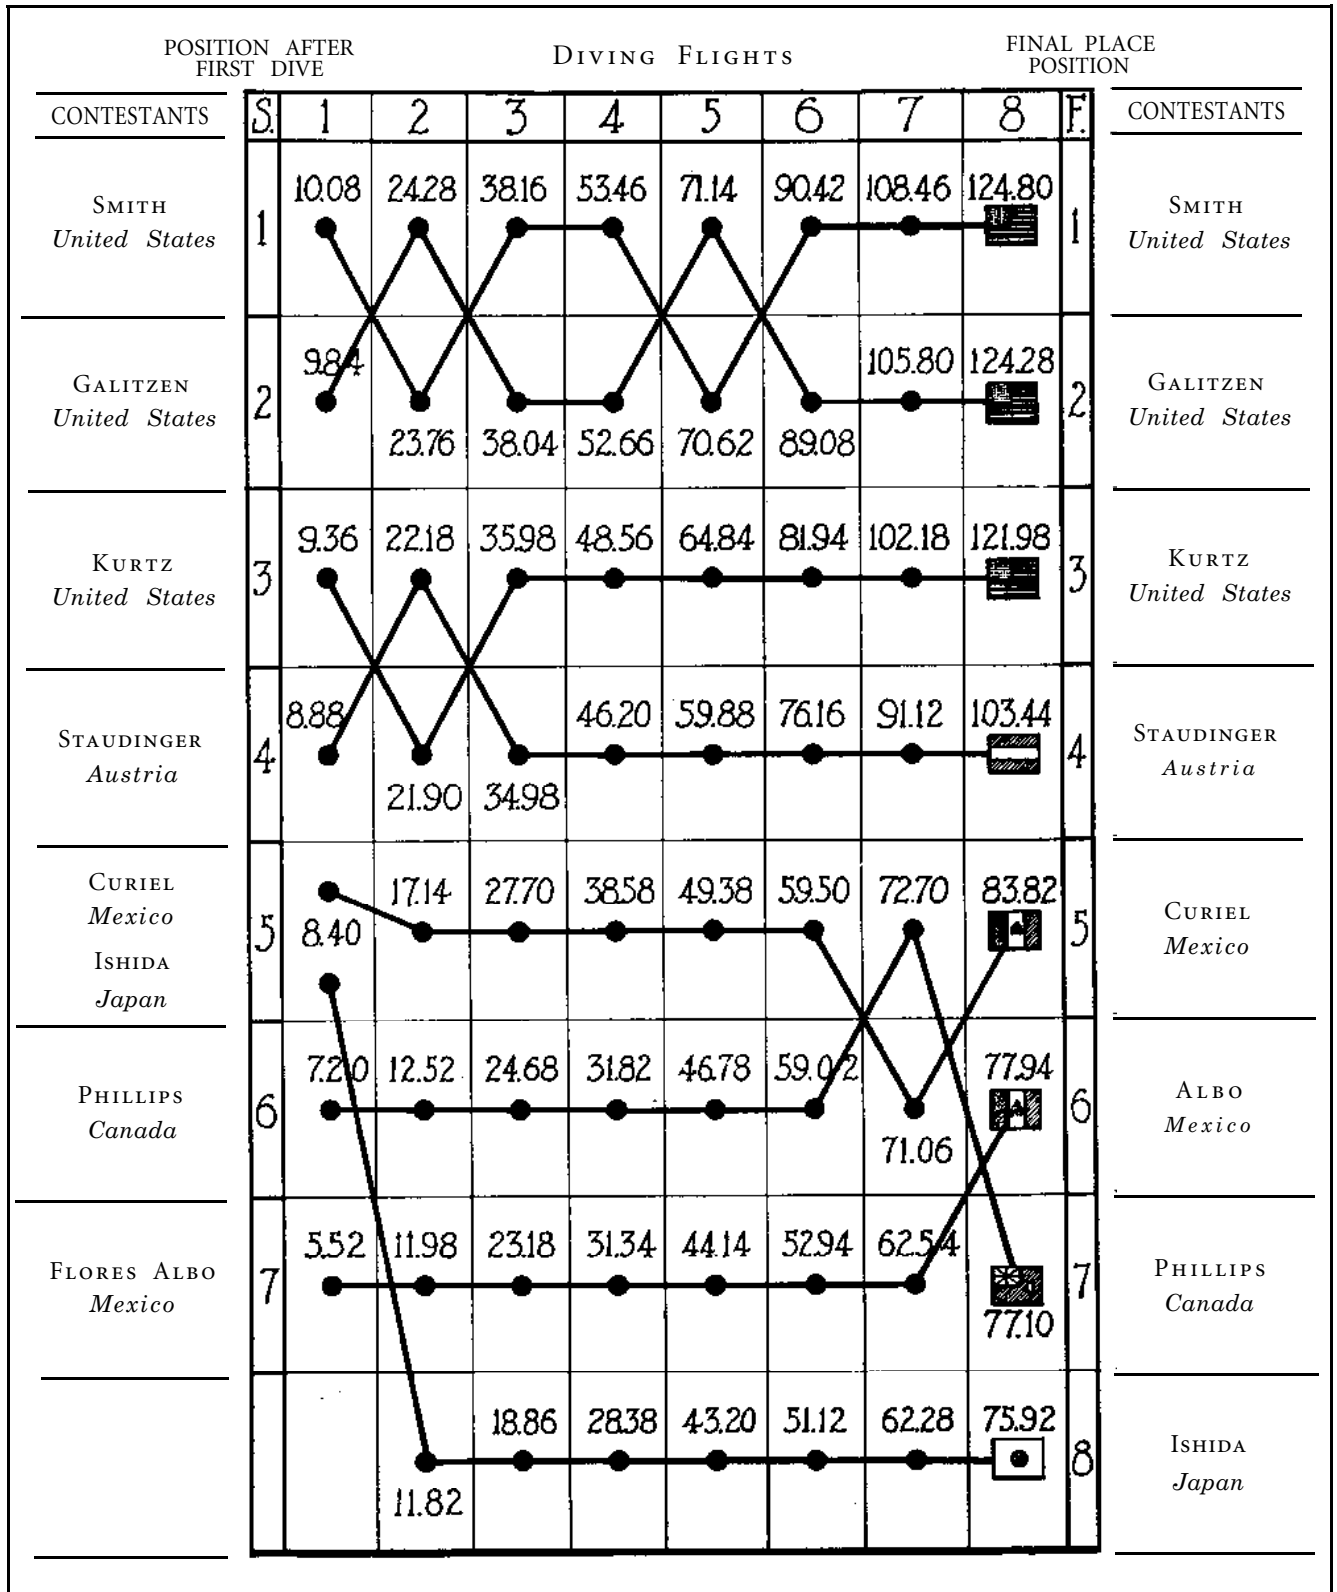 POSITION AFTER
FIRST DIVE
DIVING FLIGHTS
FINAL PLACE
POSITION
CONTESTANTS S. 1 2 3 4 5 6 7 8 F. CONTESTANTS
10.08 24.28 38.16 53.46 71.14 90.42 108.46 124.80
SMITH
United States
1
1
SMITH
United States
9.84 105.80 124.28
GALITZEN
United States
2
2
GALITZEN
United States
23.76 38.04 52.66 70.62 89.08
9.36 22.18 35.98 48.56 64.84 81.94 102.18 121.98
KURTZ
United States
3
3
KURTZ
United States
8.88 46.20 59.88 76.16 91.12 103.44
STAUDINGER
Austria
4
4
STAUDINGER
Austria
21.90 34.98
CURIEL
Mexico
17.14 27.70 38.58 49.38 59.50 72.70 83.82
5 8.40
5
CURIEL
Mexico
ISHIDA
Japan
7.20 12.52 24.68 31.82 46.78 59.02 77.94
PHILLIPS
Canada
6
6
ALBO
Mexico
71.06
5.52 11.98 23.18 31.34 44.14 52.94 62.54
FLORES ALBO
Mexico
7
7
PHILLIPS
Canada
77.10
18.86 28.38 43.20 51.12 62.28 75.92
8
ISHIDA
Japan
11.82